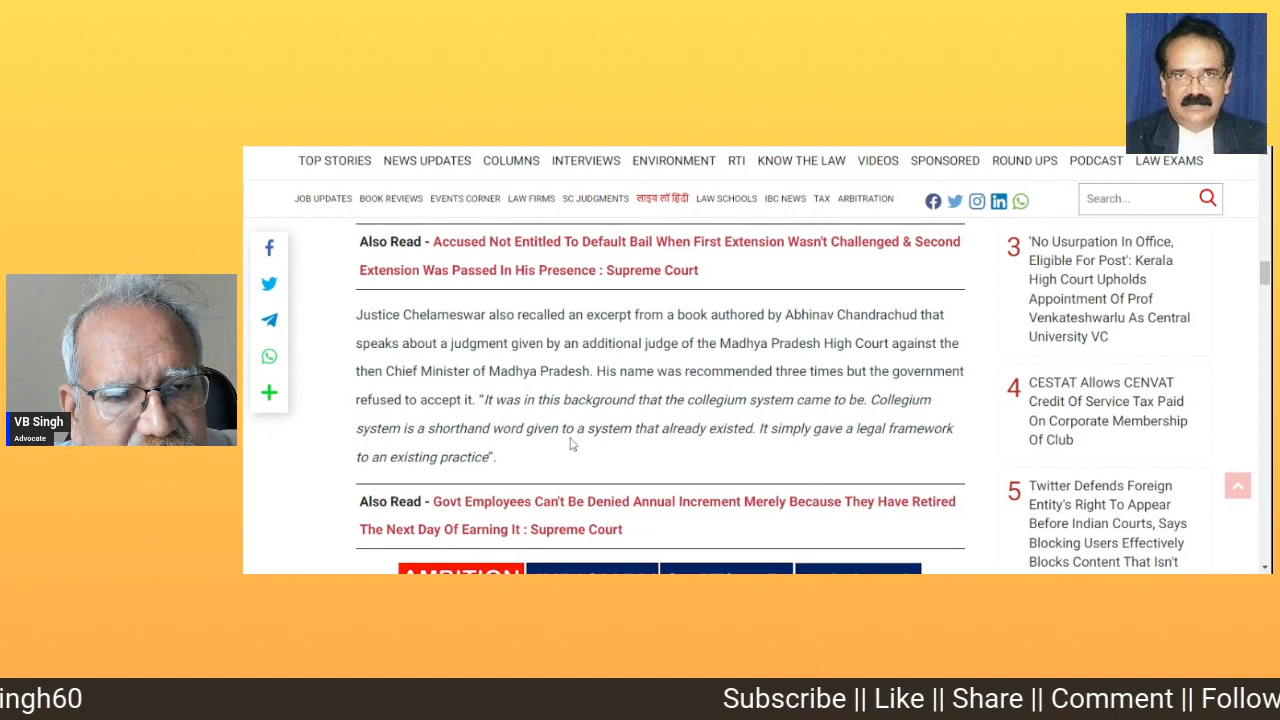 TOP STORIES NEWS UPDATES COLUMNS INTERVIEWS ENVIRONMENT RTI KNOW THE LAW VIDEOS SPONSORED ROUND UPS PODCAST LAW EXAMS
JOB UPDATES BOOK REVIEWS EVENTS CORNER LAW FIRMS SC JUDGMENTS लाइव लॉ हिंदी LAW SCHOOLS IBC NEWS TAX ARBITRATION
Search...
Also Read - Accused Not Entitled To Default Bail When First Extension Wasn't Challenged & Second
Extension Was Passed In His Presence : Supreme Court
Justice Chelameswar also recalled an excerpt from a book authored by Abhinav Chandrachud that
speaks about a judgment given by an additional judge of the Madhya Pradesh High Court against the
then Chief Minister of Madhya Pradesh. His name was recommended three times but the government
refused to accept it. “It was in this background that the collegium system came to be. Collegium
system is a shorthand word given to a system that already existed. It simply gave a legal framework
to an existing practice”.
Also Read - Govt Employees Can't Be Denied Annual Increment Merely Because They Have Retired
The Next Day Of Earning It : Supreme Court
AMBITION
3
'No Usurpation In Office,
Eligible For Post': Kerala
High Court Upholds
Appointment Of Prof
Venkateshwarlu As Central
University VC
4
CESTAT Allows CENVAT
Credit Of Service Tax Paid
On Corporate Membership
Of Club
5
Twitter Defends Foreign
Entity's Right To Appear
Before Indian Courts, Says
Blocking Users Effectively
Blocks Content That Isn't
VB Singh
Advocate
ingh60
Subscribe || Like || Share || Comment || Follow